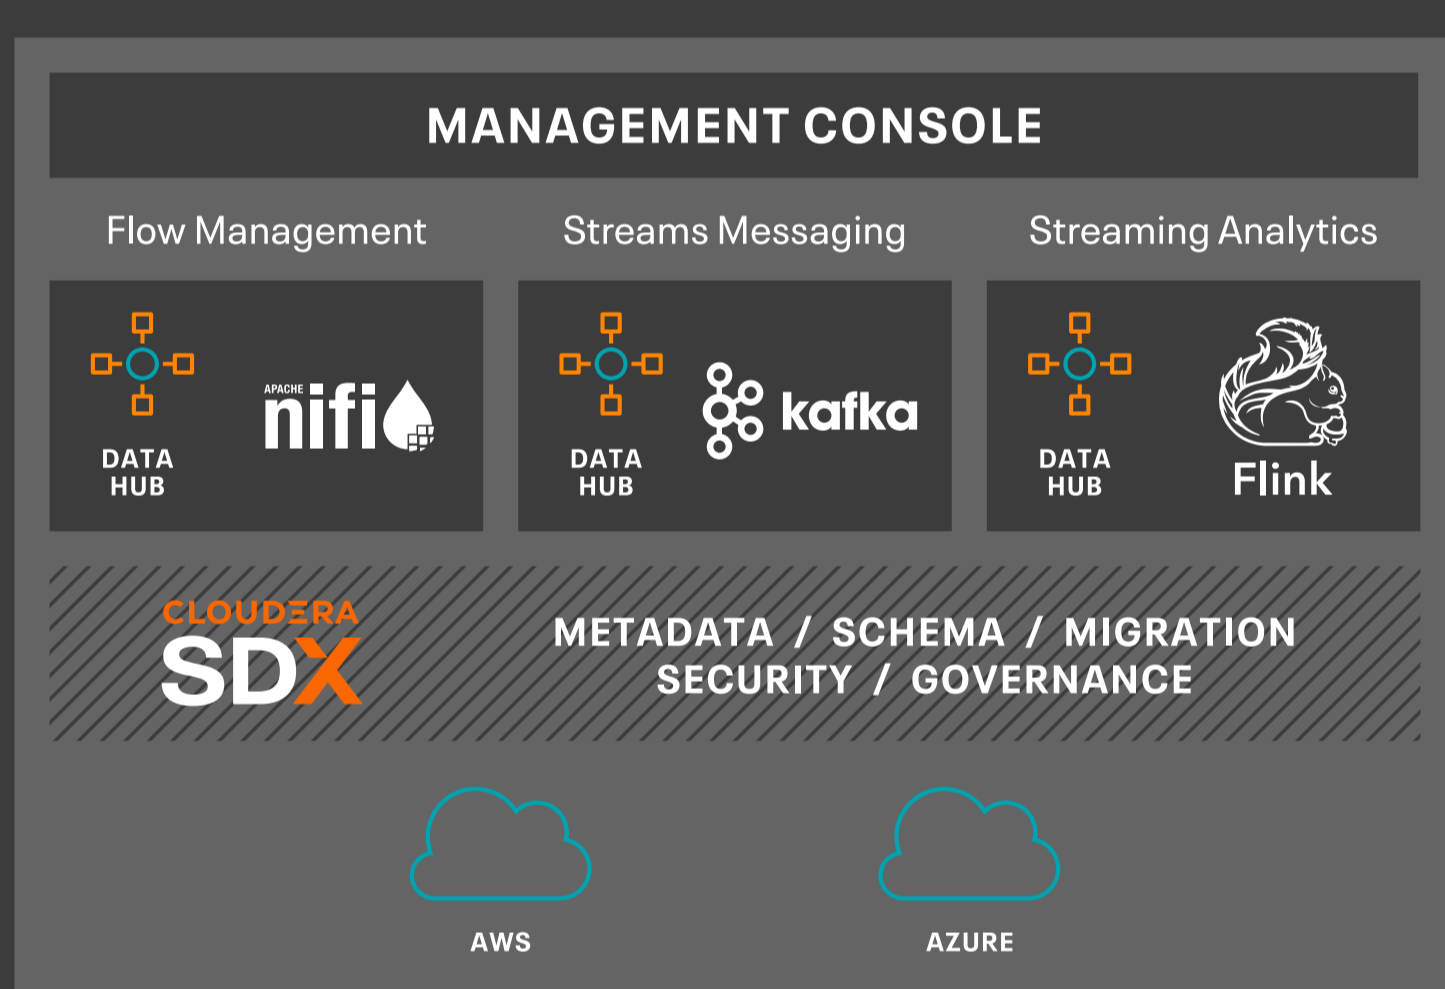 MANAGEMENT CONSOLE
Flow Management
Streams Messaging
Streaming Analytics
DATA
HUB
APACHE
nifi
DATA
HUB
kafka
DATA
HUB
Flink
CLOUDERA
SDX
METADATA / SCHEMA / MIGRATION
SECURITY / GOVERNANCE
AWS
AZURE